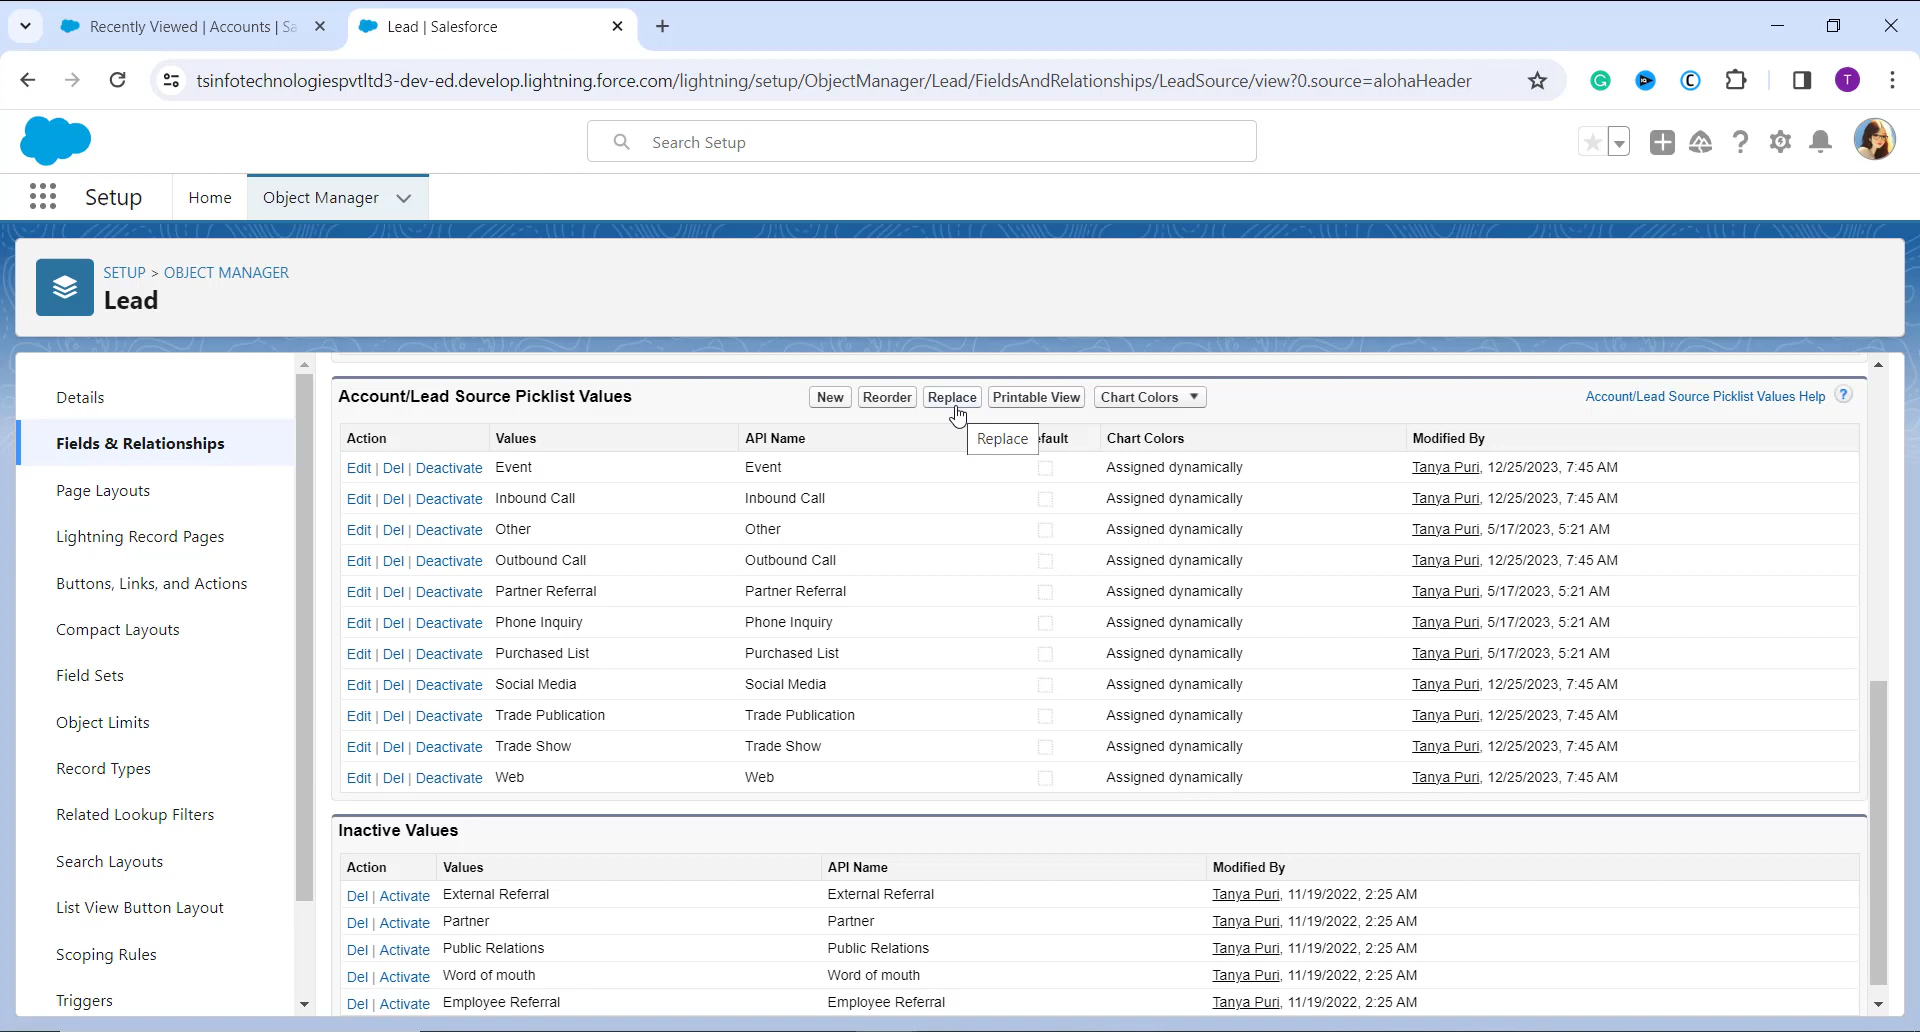 Recently Viewed | Accounts | Sa
Lead | Salesforce
tsinfotechnologiespvtltd3-dev-ed.develop.lightning.force.com/lightning/setup/ObjectManager/Lead/FieldsAndRelationships/LeadSource/view?0.source=alohaHeader
T
Search Setup
Setup
Home
Object Manager
SETUP > OBJECT MANAGER
Lead
Details
Fields & Relationships
Page Layouts
Lightning Record Pages
Buttons, Links, and Actions
Compact Layouts
Field Sets
Object Limits
Record Types
Related Lookup Filters
Search Layouts
List View Button Layout
Scoping Rules
Triggers
Account/Lead Source Picklist Values New Reorder Replace Printable View Chart Colors Account/Lead Source Picklist Values Help ?
Replace
Action Values API Name efault Chart Colors Modified By
Edit | Del | Deactivate Event Event Assigned dynamically Tanya Puri, 12/25/2023, 7:45 AM
Edit | Del | Deactivate Inbound Call Inbound Call Assigned dynamically Tanya Puri, 12/25/2023, 7:45 AM
Edit | Del | Deactivate Other Other Assigned dynamically Tanya Puri, 5/17/2023, 5:21 AM
Edit | Del | Deactivate Outbound Call Outbound Call Assigned dynamically Tanya Puri, 12/25/2023, 7:45 AM
Edit | Del | Deactivate Partner Referral Partner Referral Assigned dynamically Tanya Puri, 5/17/2023, 5:21 AM
Edit | Del | Deactivate Phone Inquiry Phone Inquiry Assigned dynamically Tanya Puri, 5/17/2023, 5:21 AM
Edit | Del | Deactivate Purchased List Purchased List Assigned dynamically Tanya Puri, 5/17/2023, 5:21 AM
Edit | Del | Deactivate Social Media Social Media Assigned dynamically Tanya Puri, 12/25/2023, 7:45 AM
Edit | Del | Deactivate Trade Publication Trade Publication Assigned dynamically Tanya Puri, 12/25/2023, 7:45 AM
Edit | Del | Deactivate Trade Show Trade Show Assigned dynamically Tanya Puri, 12/25/2023, 7:45 AM
Edit | Del | Deactivate Web Web Assigned dynamically Tanya Puri, 12/25/2023, 7:45 AM
Inactive Values
Action Values API Name Modified By
Del | Activate External Referral External Referral Tanya Puri, 11/19/2022, 2:25 AM
Del | Activate Partner Partner Tanya Puri, 11/19/2022, 2:25 AM
Del | Activate Public Relations Public Relations Tanya Puri, 11/19/2022, 2:25 AM
Del | Activate Word of mouth Word of mouth Tanya Puri, 11/19/2022, 2:25 AM
Del | Activate Employee Referral Employee Referral Tanya Puri, 11/19/2022, 2:25 AM